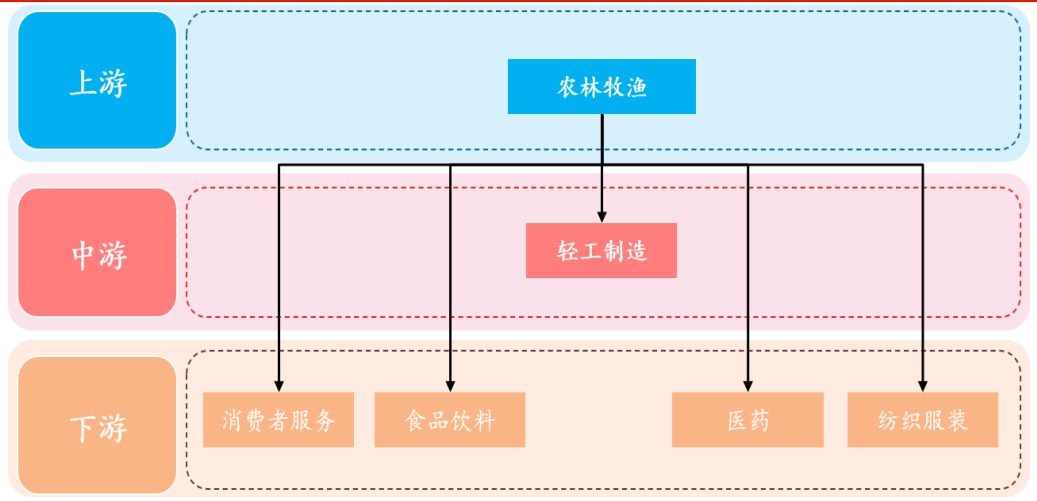 上游
农林牧渔
中游
轻工制造
下游
消费者服务
食品饮料
医药
纺织服装